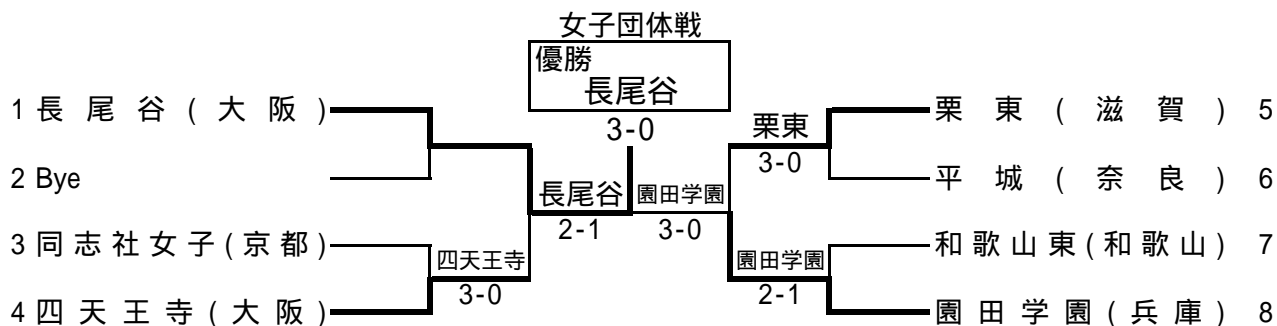 女子団体戦
優勝
長尾谷
3-0
1 長尾谷(大阪)
2 Bye
長尾谷
2-1
3 同志社女子(京都)
四天王寺
3-0
4 四天王寺(大阪)
栗東(滋賀) 5
栗東
3-0
平城(奈良) 6
園田学園
3-0
和歌山東(和歌山) 7
園田学園
2-1
園田学園(兵庫) 8